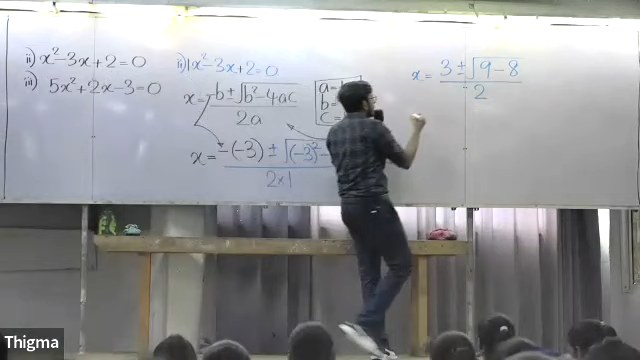 ii) x² - 3x + 2 = 0
iii) 5x² + 2x - 3 = 0
ii) 1x² - 3x + 2 = 0
x = -b ± √b² - 4ac / 2a
a =
b =
c =
x = -(-3) ± √(-3)² - / 2×1
x = 3 ± √9 - 8 / 2
Thigma